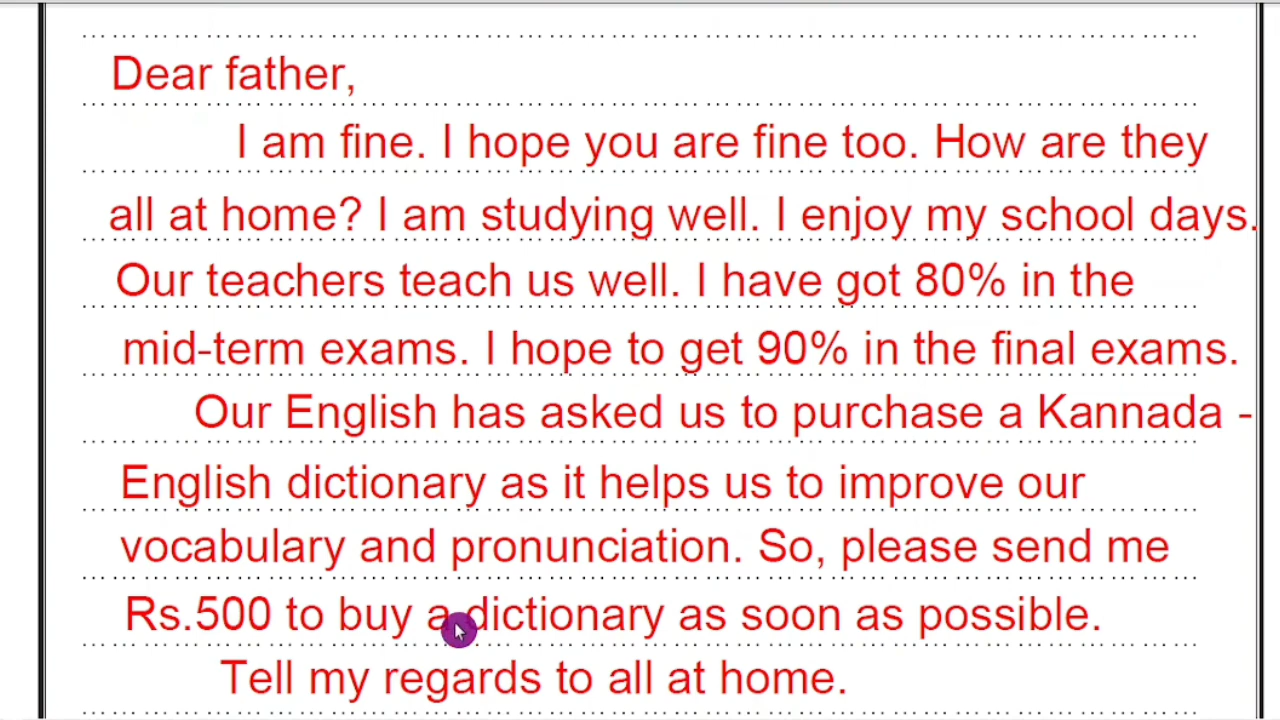 Dear father,
I am fine. I hope you are fine too. How are they
all at home? I am studying well. I enjoy my school days.
Our teachers teach us well. I have got 80% in the
mid-term exams. I hope to get 90% in the final exams.
Our English has asked us to purchase a Kannada -
English dictionary as it helps us to improve our
vocabulary and pronunciation. So, please send me
Rs.500 to buy a dictionary as soon as possible.
Tell my regards to all at home.